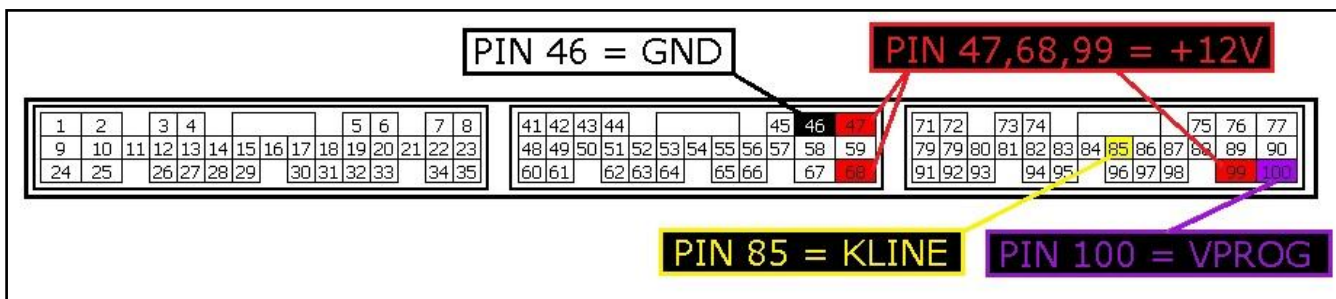 PIN 46 = GND
PIN 47,68,99 = +12V
1 2 3 4 5 6 7 8
9 10 11 12 13 14 15 16 17 18 19 20 21 22 23
24 25 26 27 28 29 30 31 32 33 34 35
41 42 43 44 45 46 47
48 49 50 51 52 53 54 55 56 57 58 59
60 61 62 63 64 65 66 67 68
71 72 73 74 75 76 77
79 79 80 81 82 83 84 85 86 87 88 89 90
91 92 93 94 95 96 97 98 99 100
PIN 85 = KLINE
PIN 100 = VPROG